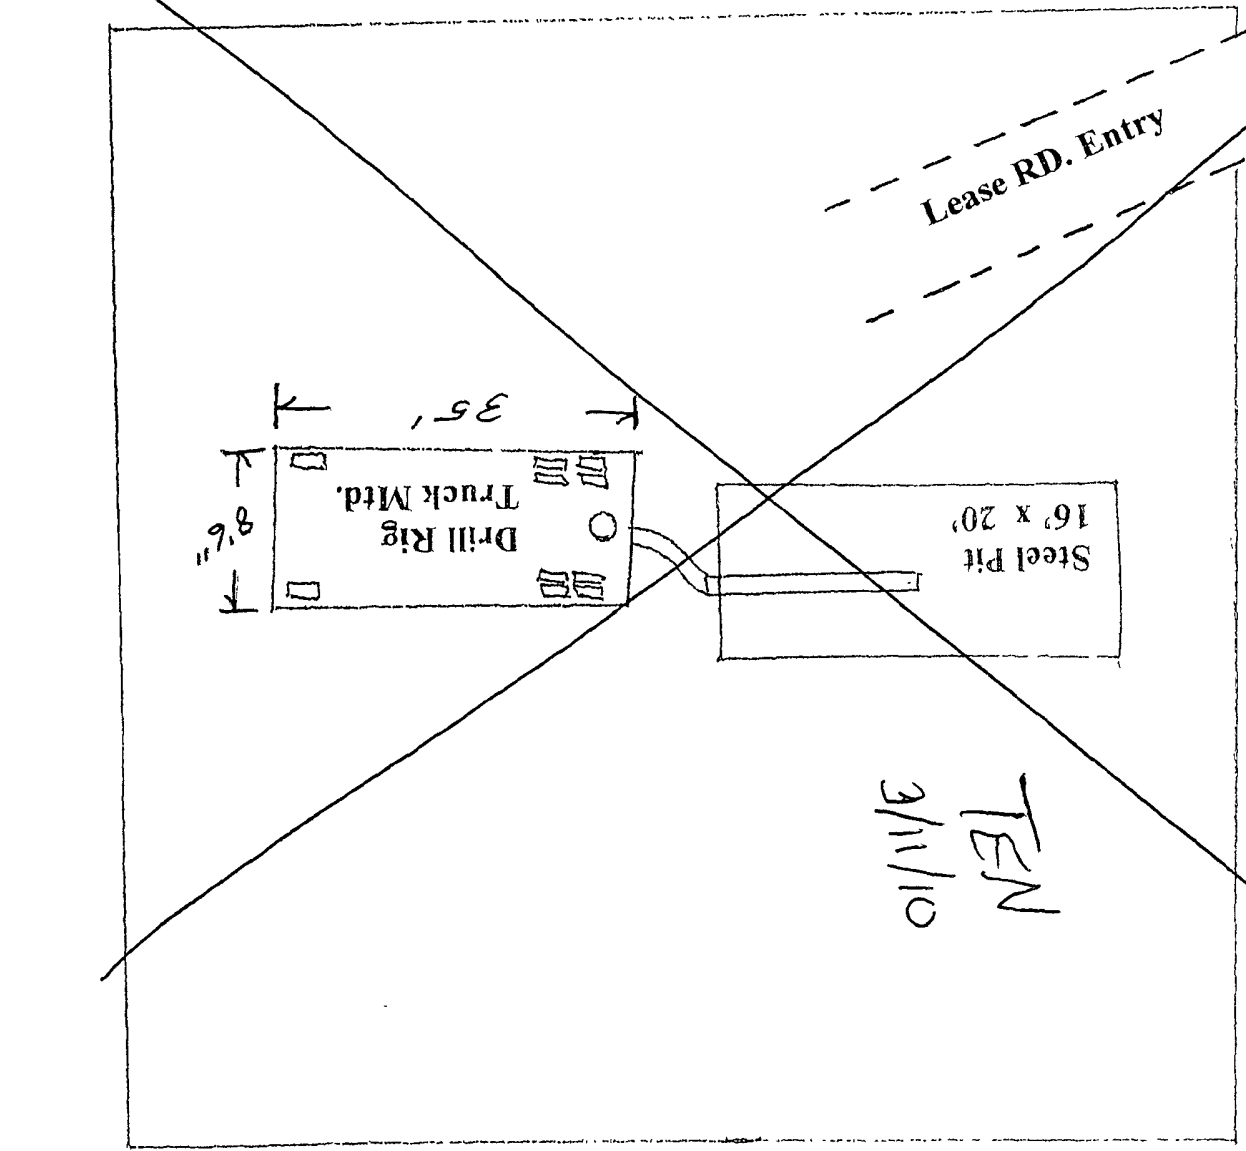 Lease RD. Entry
35'
8'6"
Drill Rig
Truck Mtd.
Steel Pit
16' x 20'
TEN
3/11/10